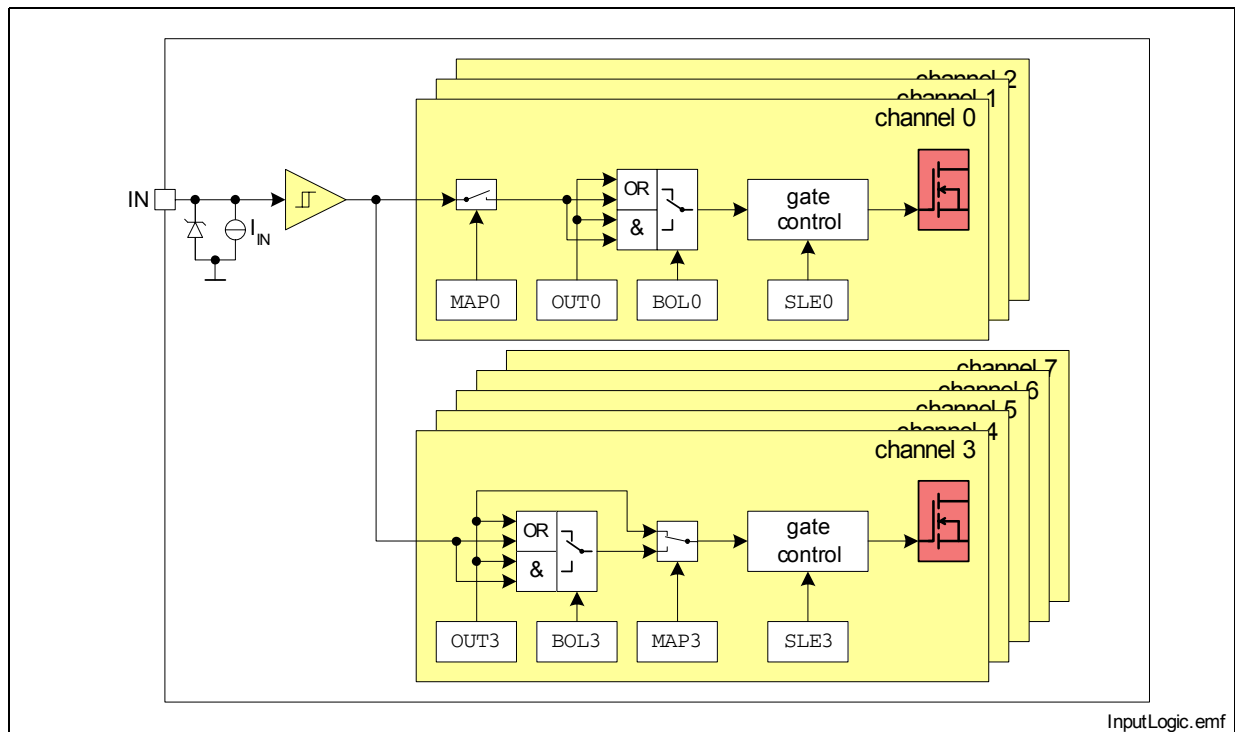 channel 2
channel 1
channel 0
IN
I_IN
OR
&
gate
control
MAP0
OUT0
BOL0
SLE0
channel 7
channel 6
channel 5
channel 4
channel 3
OR
&
gate
control
OUT3
BOL3
MAP3
SLE3
InputLogic.emf